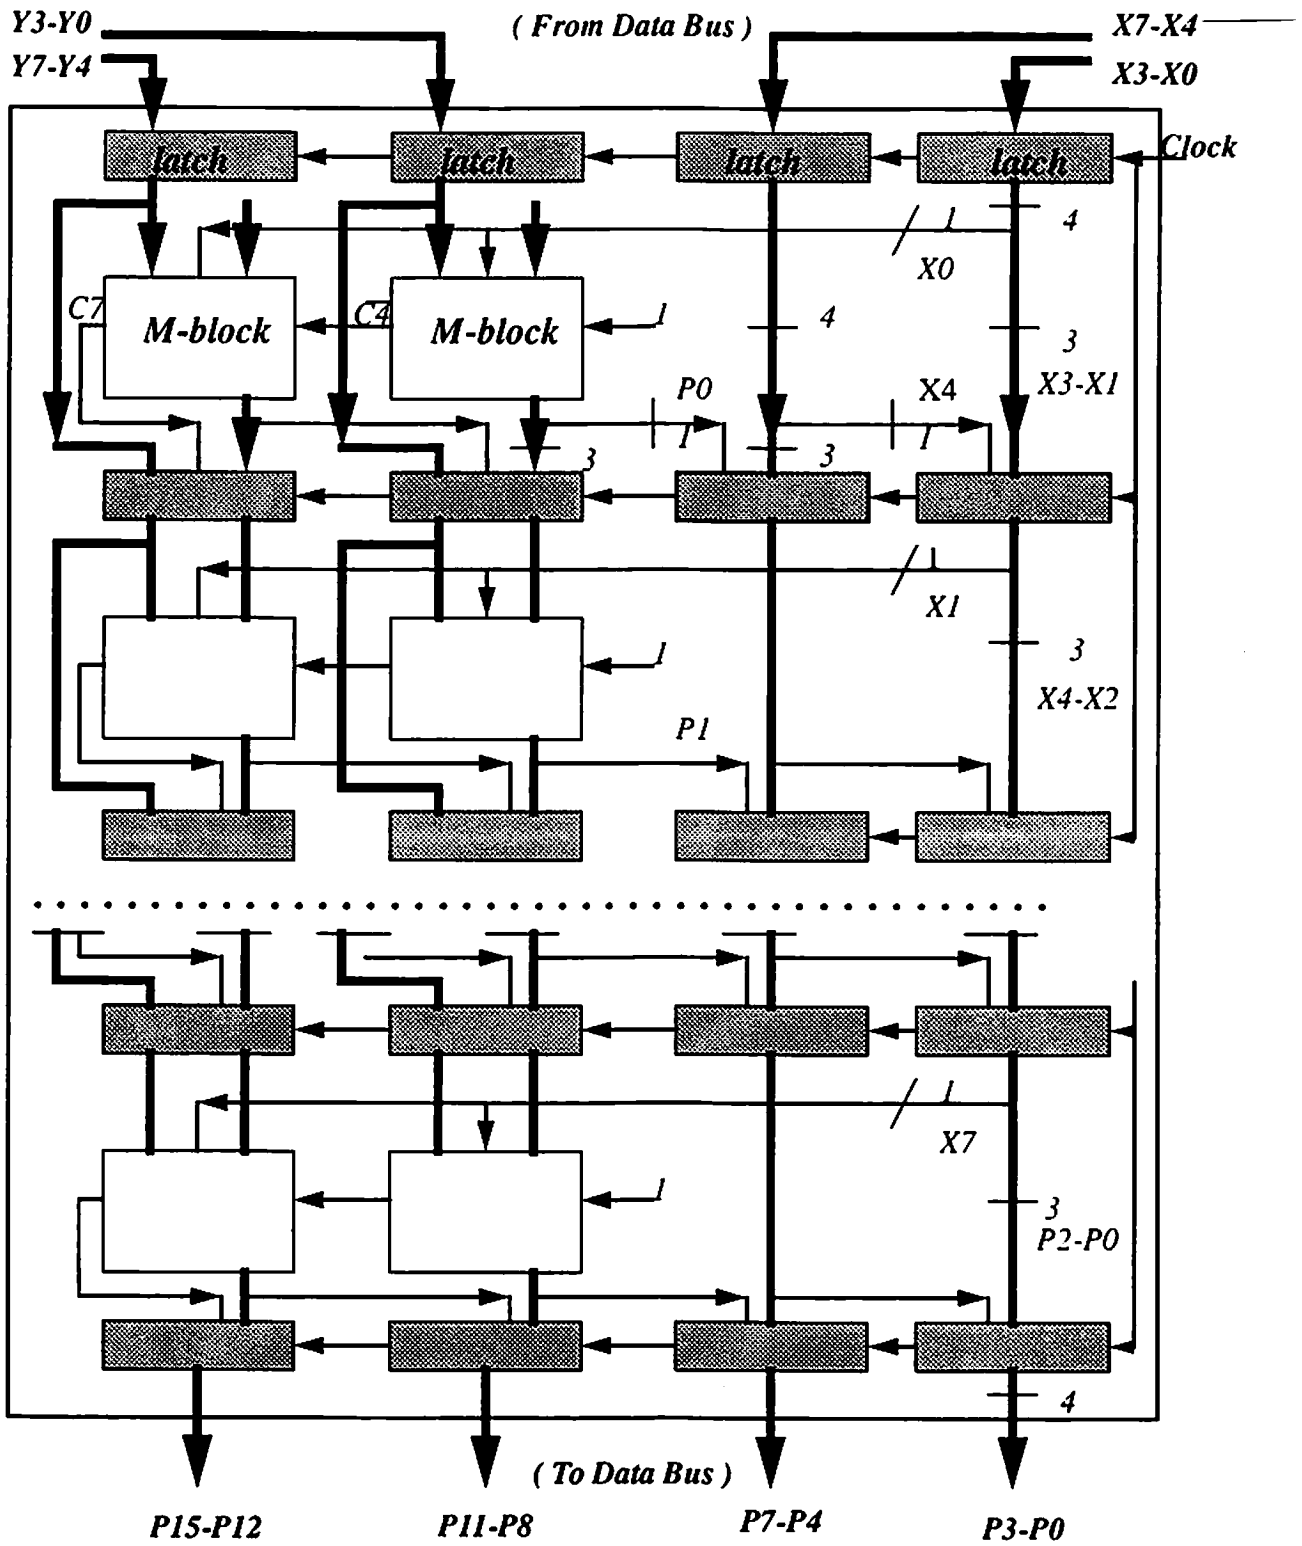 Y3-Y0 ( From Data Bus ) X7-X4
Y7-Y4 X3-X0
latch latch latch latch Clock
1 4
X0
C7 M-block C4 M-block 1 4 3
P0 X4 X3-X1
1 1
3 3
1
X1
1 3
P1 X4-X2
1
X7
1 3
P2-P0
4
( To Data Bus )
P15-P12 P11-P8 P7-P4 P3-P0